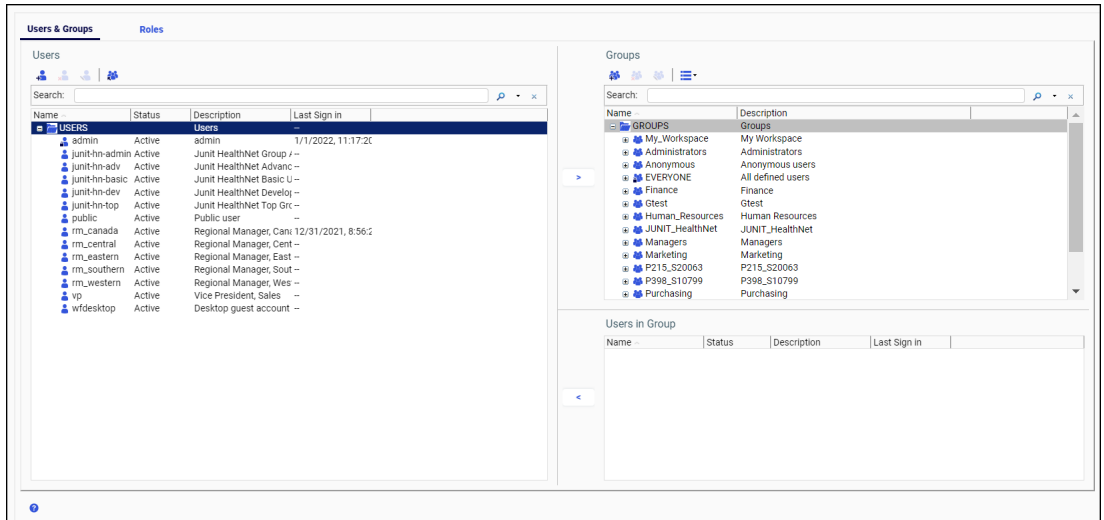 Users & Groups Roles
Users
Search:
Name Status Description Last Sign in
USERS Users --
admin Active admin 1/1/2022, 11:17:20
junit-hn-admin Active Junit HealthNet Group A --
junit-hn-adv Active Junit HealthNet Advanc --
junit-hn-basic Active Junit HealthNet Basic U --
junit-hn-dev Active Junit HealthNet Develop --
junit-hn-top Active Junit HealthNet Top Grc --
public Active Public user --
rm_canada Active Regional Manager, Cana 12/31/2021, 8:56:2
rm_central Active Regional Manager, Cent --
rm_eastern Active Regional Manager, East --
rm_southern Active Regional Manager, Sout --
rm_western Active Regional Manager, Wes --
vp Active Vice President, Sales --
wfdesktop Active Desktop guest account --
>
<
Groups
Search:
Name Description
GROUPS Groups
My_Workspace My Workspace
Administrators Administrators
Anonymous Anonymous users
EVERYONE All defined users
Finance Finance
Gtest Gtest
Human_Resources Human Resources
JUNIT_HealthNet JUNIT_HealthNet
Managers Managers
Marketing Marketing
P215_S20063 P215_S20063
P398_S10799 P398_S10799
Purchasing Purchasing
Users in Group
Name Status Description Last Sign in